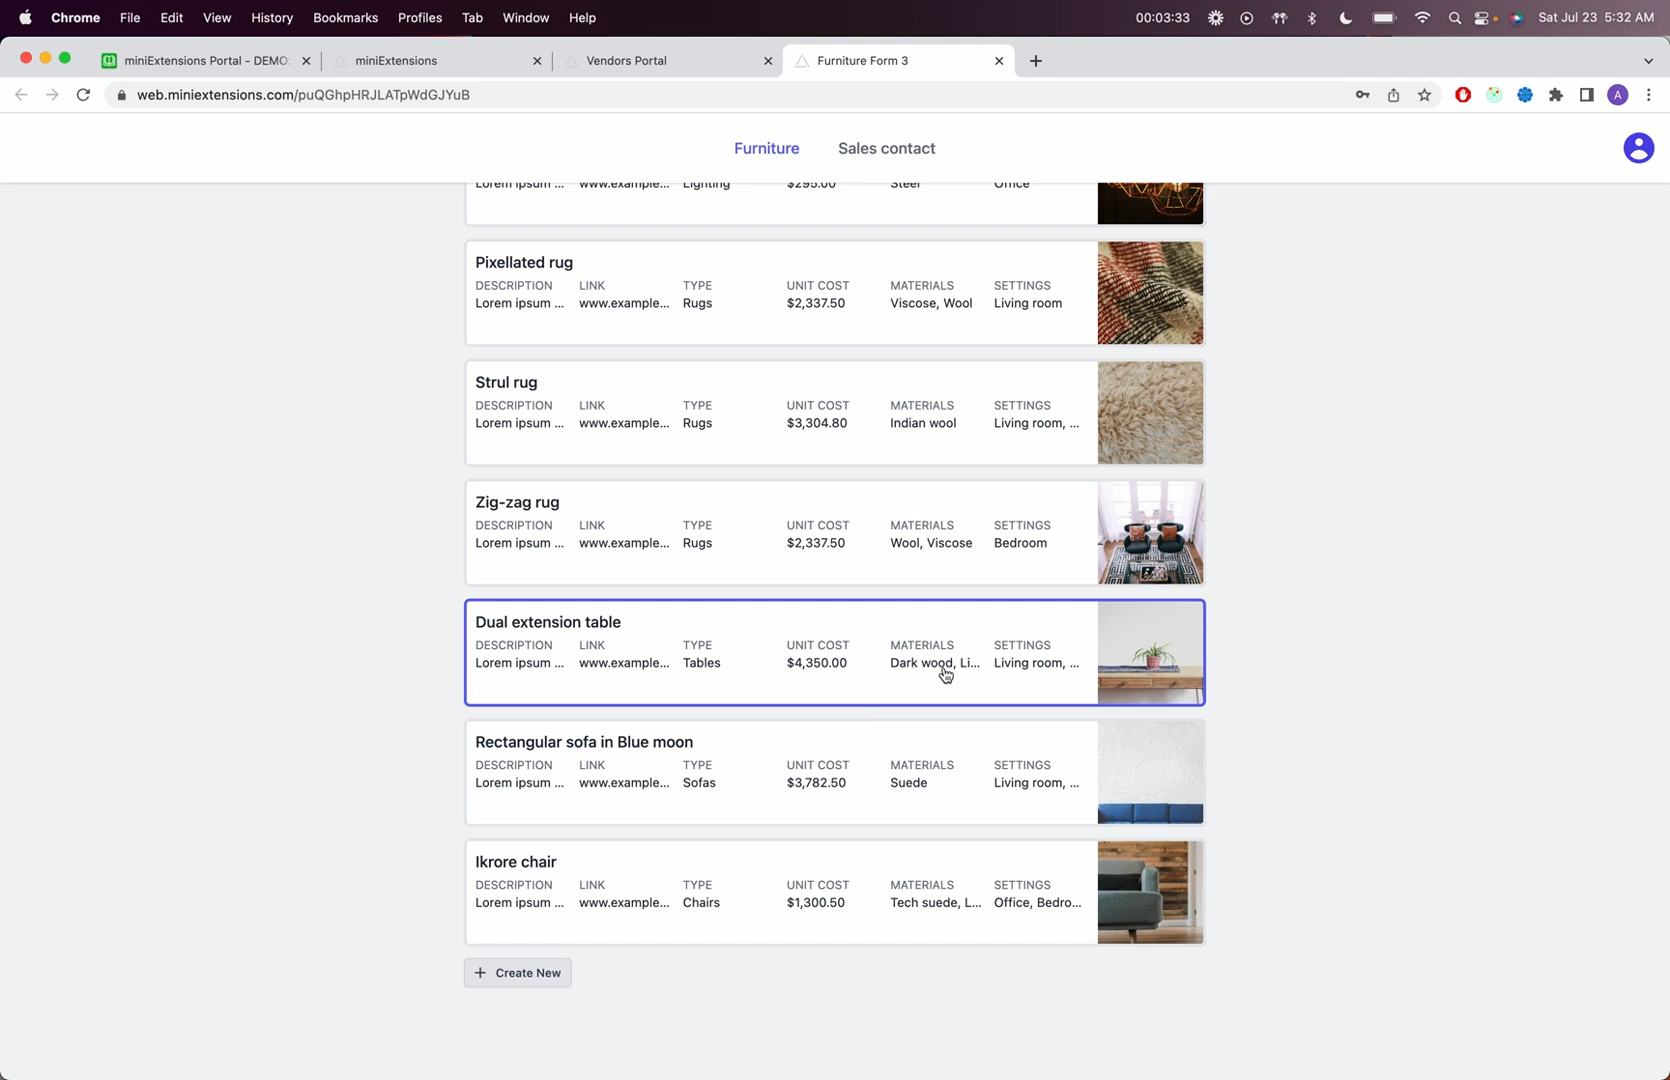 Chrome File Edit View History Bookmarks Profiles Tab Window Help 00:03:33 Sat Jul 23 5:32 AM
miniExtensions Portal - DEMO: miniExtensions Vendors Portal Furniture Form 3
web.miniextensions.com/puQGhpHRJLATpWdGJYuB A
Furniture Sales contact
Lorem ipsum ... www.example... Lighting $295.00 Steel Office
Pixellated rug
DESCRIPTION LINK TYPE UNIT COST MATERIALS SETTINGS
Lorem ipsum ... www.example... Rugs $2,337.50 Viscose, Wool Living room
Strul rug
DESCRIPTION LINK TYPE UNIT COST MATERIALS SETTINGS
Lorem ipsum ... www.example... Rugs $3,304.80 Indian wool Living room, ...
Zig-zag rug
DESCRIPTION LINK TYPE UNIT COST MATERIALS SETTINGS
Lorem ipsum ... www.example... Rugs $2,337.50 Wool, Viscose Bedroom
Dual extension table
DESCRIPTION LINK TYPE UNIT COST MATERIALS SETTINGS
Lorem ipsum ... www.example... Tables $4,350.00 Dark wood, Li... Living room, ...
Rectangular sofa in Blue moon
DESCRIPTION LINK TYPE UNIT COST MATERIALS SETTINGS
Lorem ipsum ... www.example... Sofas $3,782.50 Suede Living room, ...
Ikrore chair
DESCRIPTION LINK TYPE UNIT COST MATERIALS SETTINGS
Lorem ipsum ... www.example... Chairs $1,300.50 Tech suede, L... Office, Bedro...
+ Create New